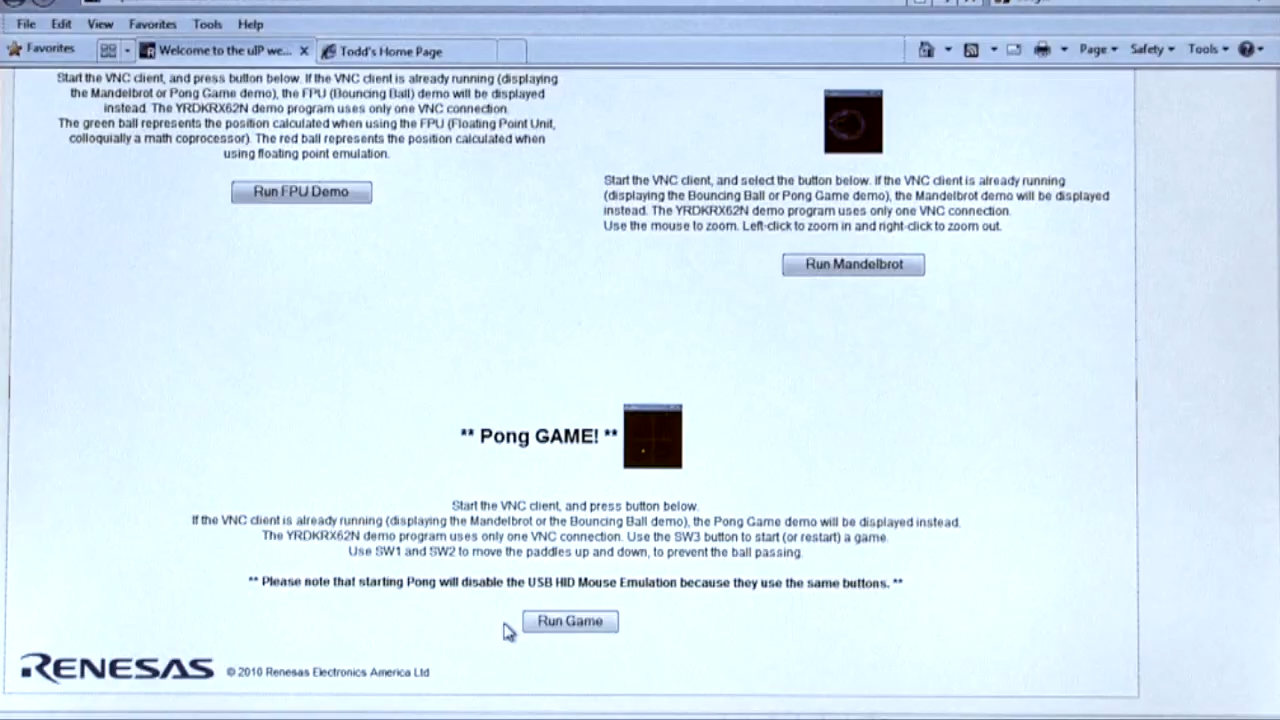 File Edit View Favorites Tools Help
Favorites
Welcome to the uIP we...
Todd's Home Page
Page
Safety
Tools
Start the VNC client, and press button below. If the VNC client is already running (displaying
the Mandelbrot or Pong Game demo), the FPU (Bouncing Ball) demo will be displayed
instead. The YRDKRX62N demo program uses only one VNC connection.
The green ball represents the position calculated when using the FPU (Floating Point Unit,
colloquially a math coprocessor). The red ball represents the position calculated when
using floating point emulation.
Run FPU Demo
Start the VNC client, and select the button below. If the VNC client is already running
(displaying the Bouncing Ball or Pong Game demo), the Mandelbrot demo will be displayed
instead. The YRDKRX62N demo program uses only one VNC connection.
Use the mouse to zoom. Left-click to zoom in and right-click to zoom out.
Run Mandelbrot
** Pong GAME! **
Start the VNC client, and press button below.
If the VNC client is already running (displaying the Mandelbrot or the Bouncing Ball demo), the Pong Game demo will be displayed instead.
The YRDKRX62N demo program uses only one VNC connection. Use the SW3 button to start (or restart) a game.
Use SW1 and SW2 to move the paddles up and down, to prevent the ball passing.
** Please note that starting Pong will disable the USB HID Mouse Emulation because they use the same buttons. **
Run Game
RENESAS © 2010 Renesas Electronics America Ltd